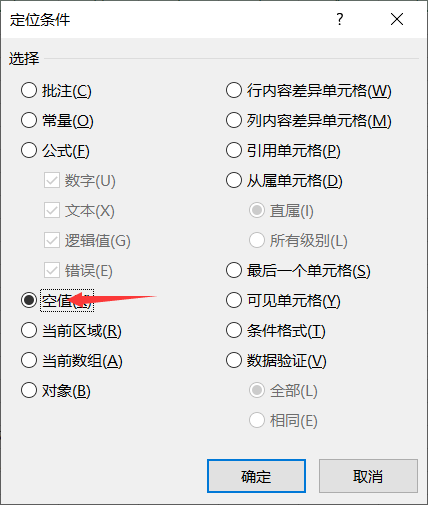 定位条件
选择
批注(C)
常量(O)
公式(F)
数字(U)
文本(X)
逻辑值(G)
错误(E)
空值
当前区域(R)
当前数组(A)
对象(B)
行内容差异单元格(W)
列内容差异单元格(M)
引用单元格(P)
从属单元格(D)
直属(I)
所有级别(L)
最后一个单元格(S)
可见单元格(Y)
条件格式(T)
数据验证(V)
全部(L)
相同(E)
确定
取消